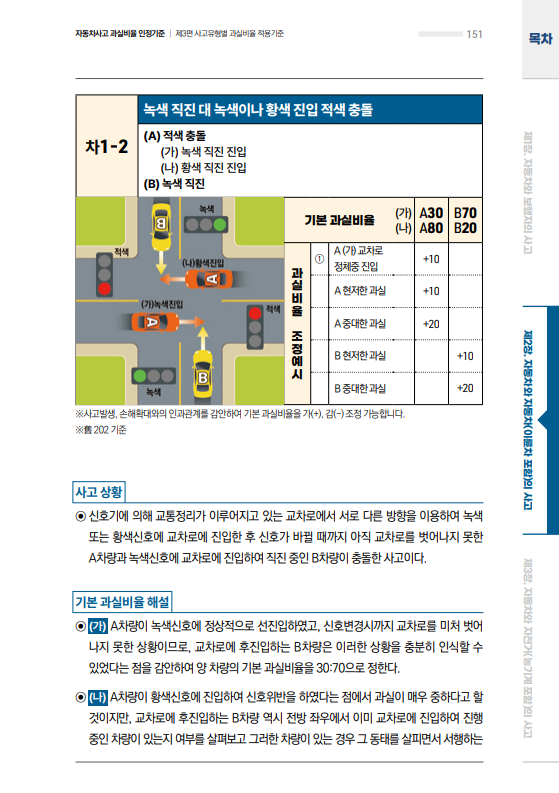 자동차사고 과실비율 인정기준 | 제3편 사고유형별 과실비율 적용기준
151
목차
차1-2
녹색 직진 대 녹색이나 황색 진입 적색 충돌
(A) 적색 충돌
(가) 녹색 직진 진입
(나) 황색 직진 진입
(B) 녹색 직진
녹색
B
적색
(나)황색진입
A
(가)녹색진입
A
적색
B
녹색
기본 과실비율 (가) A30 B70
(나) A80 B20
과실비율 조정예시
① A (가) 교차로
정체중 진입 +10
A 현저한 과실 +10
A 중대한 과실 +20
B 현저한 과실 +10
B 중대한 과실 +20
※사고발생, 손해확대와의 인과관계를 감안하여 기본 과실비율을 가(+), 감(-) 조정 가능합니다.
※舊 202 기준
사고 상황
◉ 신호기에 의해 교통정리가 이루어지고 있는 교차로에서 서로 다른 방향을 이용하여 녹색
또는 황색신호에 교차로에 진입한 후 신호가 바뀔 때까지 아직 교차로를 벗어나지 못한
A차량과 녹색신호에 교차로에 진입하여 직진 중인 B차량이 충돌한 사고이다.
기본 과실비율 해설
◉ (가) A차량이 녹색신호에 정상적으로 선진입하였고, 신호변경시까지 교차로를 미처 벗어
나지 못한 상황이므로, 교차로에 후진입하는 B차량은 이러한 상황을 충분히 인식할 수
있었다는 점을 감안하여 양 차량의 기본 과실비율을 30:70으로 정한다.
◉ (나) A차량이 황색신호에 진입하여 신호위반을 하였다는 점에서 과실이 매우 중하다고 할
것이지만, 교차로에 후진입하는 B차량 역시 전방 좌우에서 이미 교차로에 진입하여 진행
중인 차량이 있는지 여부를 살펴보고 그러한 차량이 있는 경우 그 동태를 살피면서 서행하는
제1장. 자동차와 보행자의 사고
제2장. 자동차와 자동차(이륜차 포함)의 사고
제3장. 자동차와 자전거(농기계 포함)의 사고